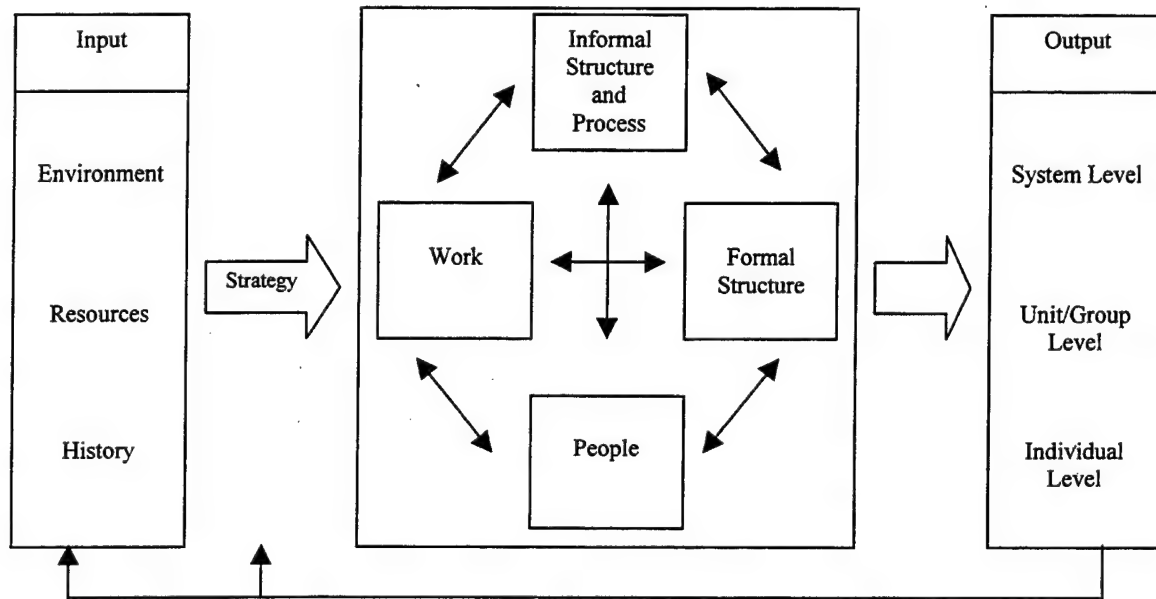 Input
Environment
Resources
History
Strategy
Informal
Structure
and
Process
Work
Formal
Structure
People
Output
System Level
Unit/Group
Level
Individual
Level